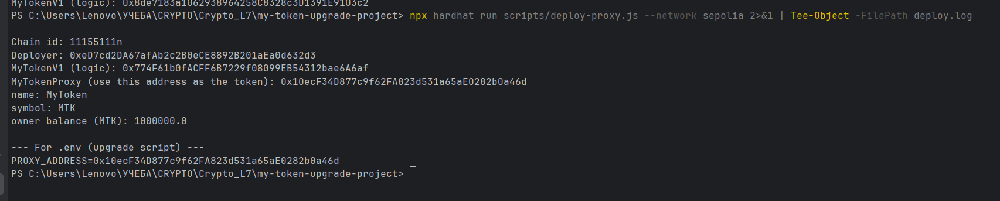 MyTokenV1 (logic): 0x8de7183a1062938964258C8328c3D1391E9103c2
PS C:\Users\Lenovo\УЧЕБА\CRYPTO\Crypto_L7\my-token-upgrade-project> npx hardhat run scripts/deploy-proxy.js --network sepolia 2>&1 | Tee-Object -FilePath deploy.log
Chain id: 11155111n
Deployer: 0xeD7cd2DA67afAb2c2B0eCE8892B201aEa0d632d3
MyTokenV1 (logic): 0x774F61b0fACFF6B7229f08099EB54312bae6A6af
MyTokenProxy (use this address as the token): 0x10ecF34D877c9f62FA823d531a65aE0282b0a46d
name: MyToken
symbol: MTK
owner balance (MTK): 1000000.0
--- For .env (upgrade script) ---
PROXY_ADDRESS=0x10ecF34D877c9f62FA823d531a65aE0282b0a46d
PS C:\Users\Lenovo\УЧЕБА\CRYPTO\Crypto_L7\my-token-upgrade-project>